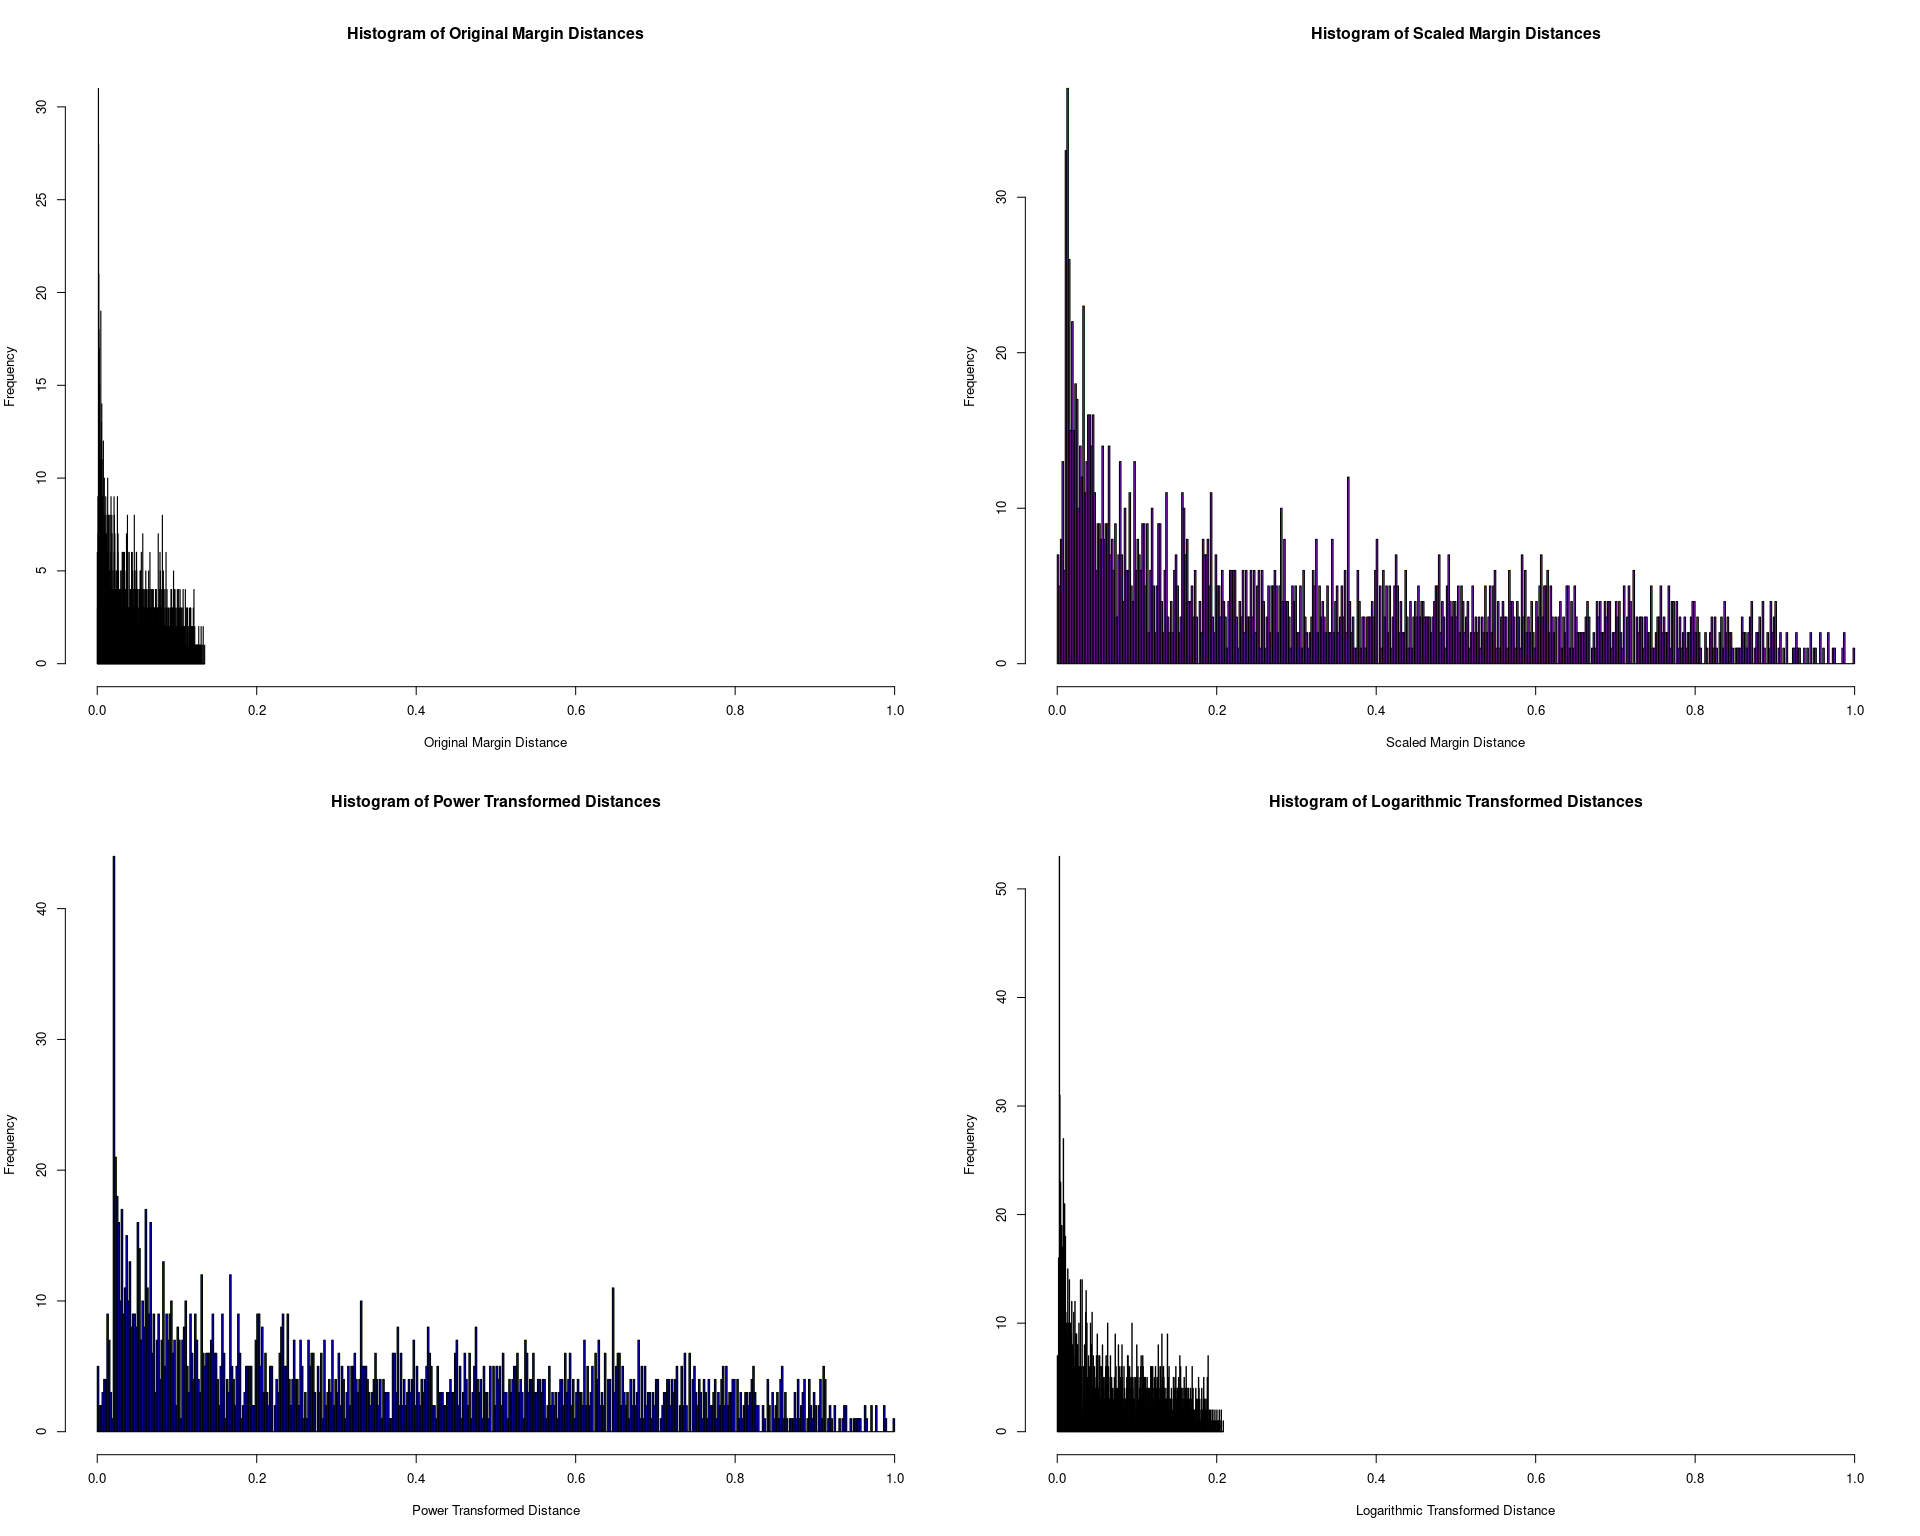 Histogram of Original Margin Distances
Frequency
0 5 10 15 20 25 30
0.0 0.2 0.4 0.6 0.8 1.0
Original Margin Distance
Histogram of Scaled Margin Distances
Frequency
0 10 20 30
0.0 0.2 0.4 0.6 0.8 1.0
Scaled Margin Distance
Histogram of Power Transformed Distances
Frequency
0 10 20 30 40
0.0 0.2 0.4 0.6 0.8 1.0
Power Transformed Distance
Histogram of Logarithmic Transformed Distances
Frequency
0 10 20 30 40 50
0.0 0.2 0.4 0.6 0.8 1.0
Logarithmic Transformed Distance